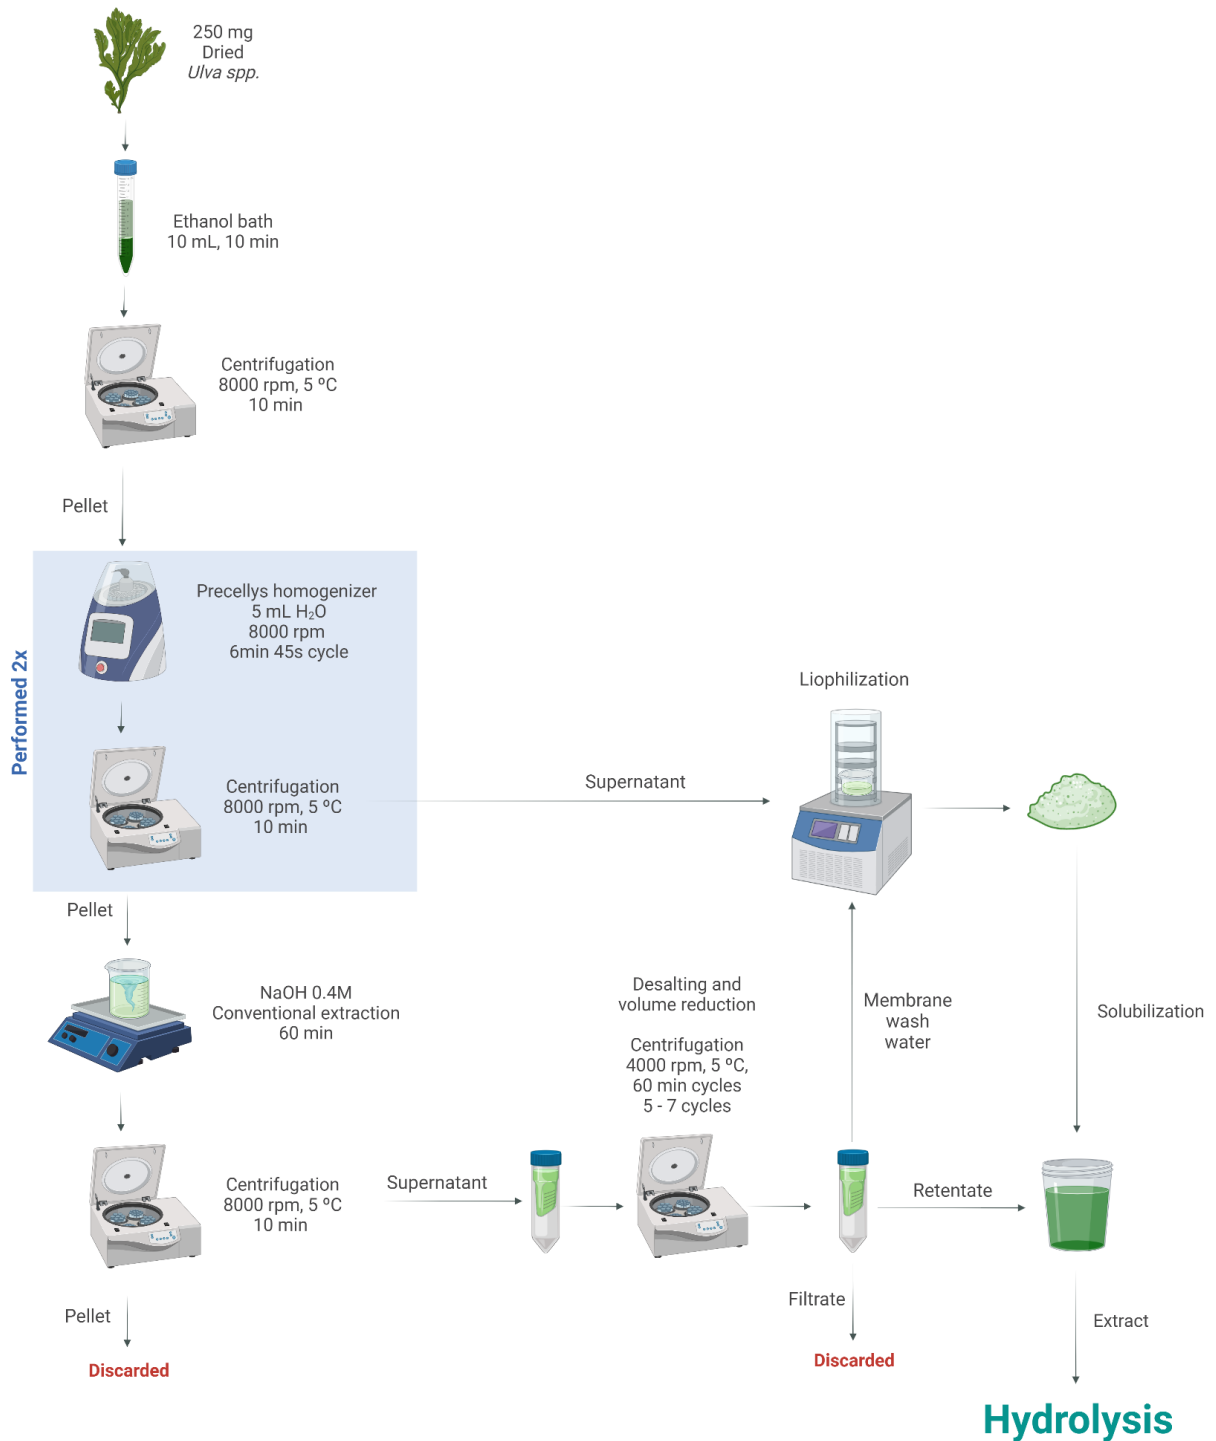 250 mg
Dried
Ulva spp.
Ethanol bath
10 mL, 10 min
Centrifugation
8000 rpm, 5 ºC
10 min
Pellet
Performed 2x
Precellys homogenizer
5 mL H₂O
8000 rpm
6min 45s cycle
Centrifugation
8000 rpm, 5 ºC
10 min
Supernatant
Liophilization
Pellet
NaOH 0.4M
Conventional extraction
60 min
Desalting and
volume reduction
Centrifugation
4000 rpm, 5 ºC,
60 min cycles
5 - 7 cycles
Membrane
wash
water
Solubilization
Centrifugation
8000 rpm, 5 ºC
10 min
Supernatant
Retentate
Pellet
Discarded
Filtrate
Discarded
Extract
Hydrolysis